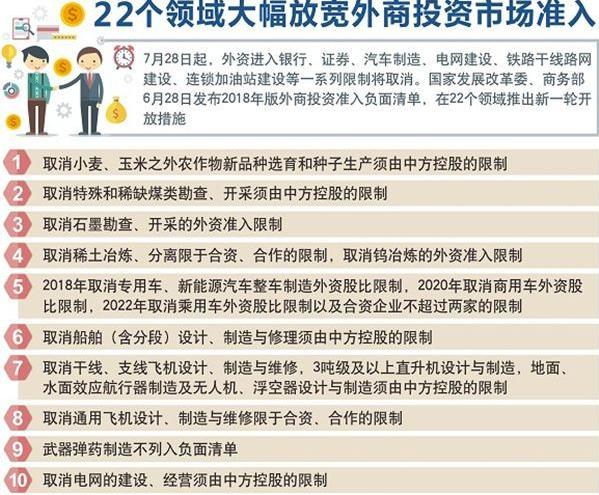 22个领域大幅放宽外商投资市场准入
7月28日起，外资进入银行、证券、汽车制造、电网建设、铁路干线路网
建设、连锁加油站建设等一系列限制将取消。国家发展改革委、商务部
6月28日发布2018年版外商投资准入负面清单，在22个领域推出新一轮开
放措施
1 取消小麦、玉米之外农作物新品种选育和种子生产须由中方控股的限制
2 取消特殊和稀缺煤类勘查、开采须由中方控股的限制
3 取消石墨勘查、开采的外资准入限制
4 取消稀土冶炼、分离限于合资、合作的限制，取消钨冶炼的外资准入限制
5 2018年取消专用车、新能源汽车整车制造外资股比限制，2020年取消商用车外资股
比限制，2022年取消乘用车外资股比限制以及合资企业不超过两家的限制
6 取消船舶（含分段）设计、制造与修理须由中方控股的限制
7 取消干线、支线飞机设计、制造与维修，3吨级及以上直升机设计与制造，地面、
水面效应航行器制造及无人机、浮空器设计与制造须由中方控股的限制
8 取消通用飞机设计、制造与维修限于合资、合作的限制
9 武器弹药制造不列入负面清单
10 取消电网的建设、经营须由中方控股的限制